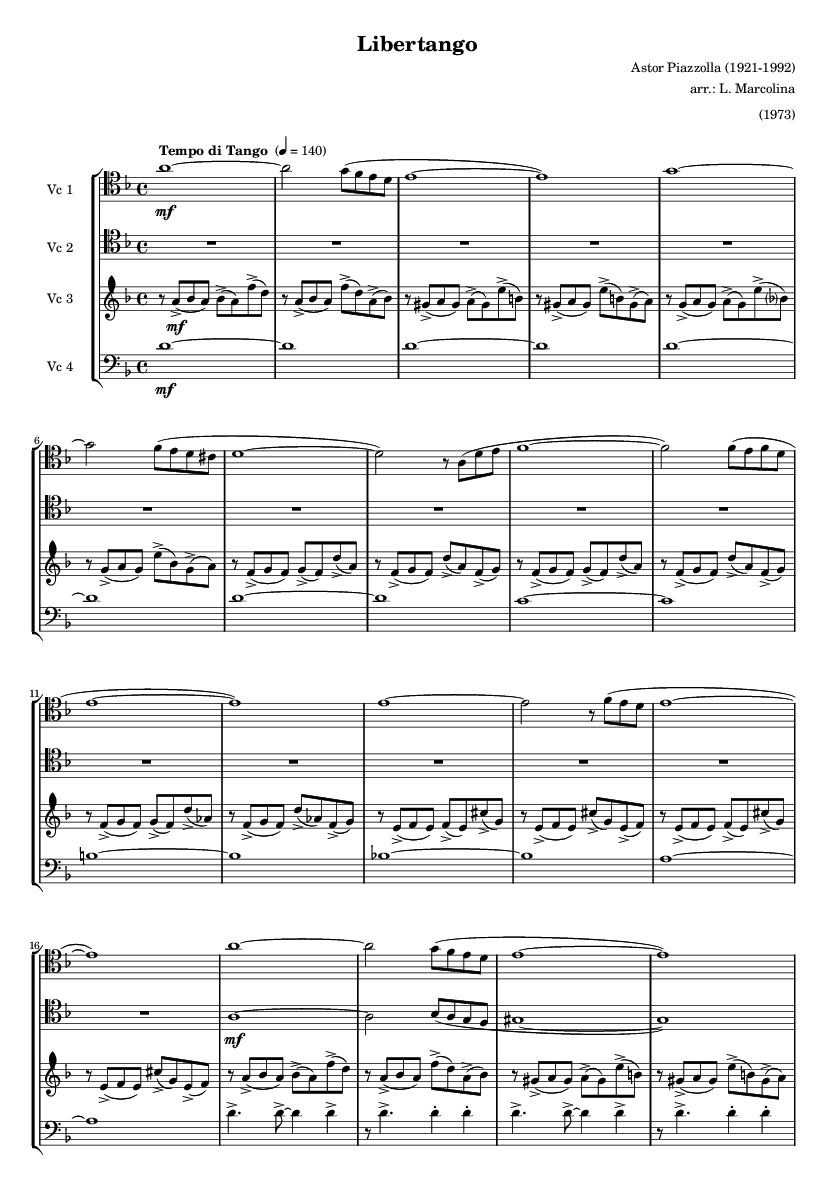 Libertango
Astor Piazzolla (1921-1992)
arr.: L. Marcolina
(1973)
Tempo di Tango (♩ = 140)
Vc 1
mf
Vc 2
Vc 3
mf
Vc 4
mf
6
11
16
mf